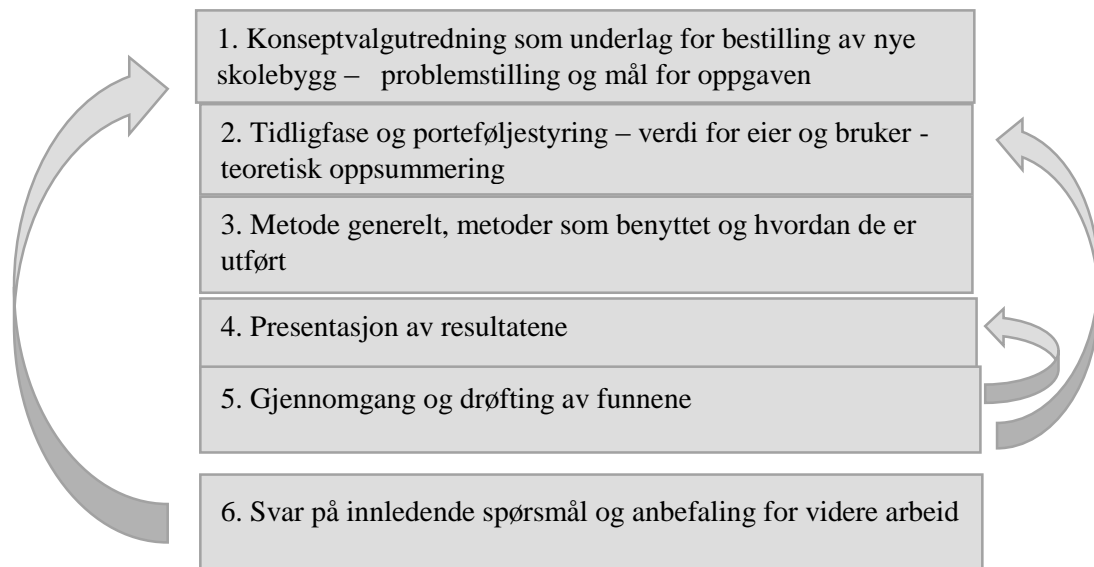 1. Konseptvalgutredning som underlag for bestilling av nye
skolebygg – problemstilling og mål for oppgaven
2. Tidligfase og porteføljestyring – verdi for eier og bruker -
teoretisk oppsummering
3. Metode generelt, metoder som benyttet og hvordan de er
utført
4. Presentasjon av resultatene
5. Gjennomgang og drøfting av funnene
6. Svar på innledende spørsmål og anbefaling for videre arbeid